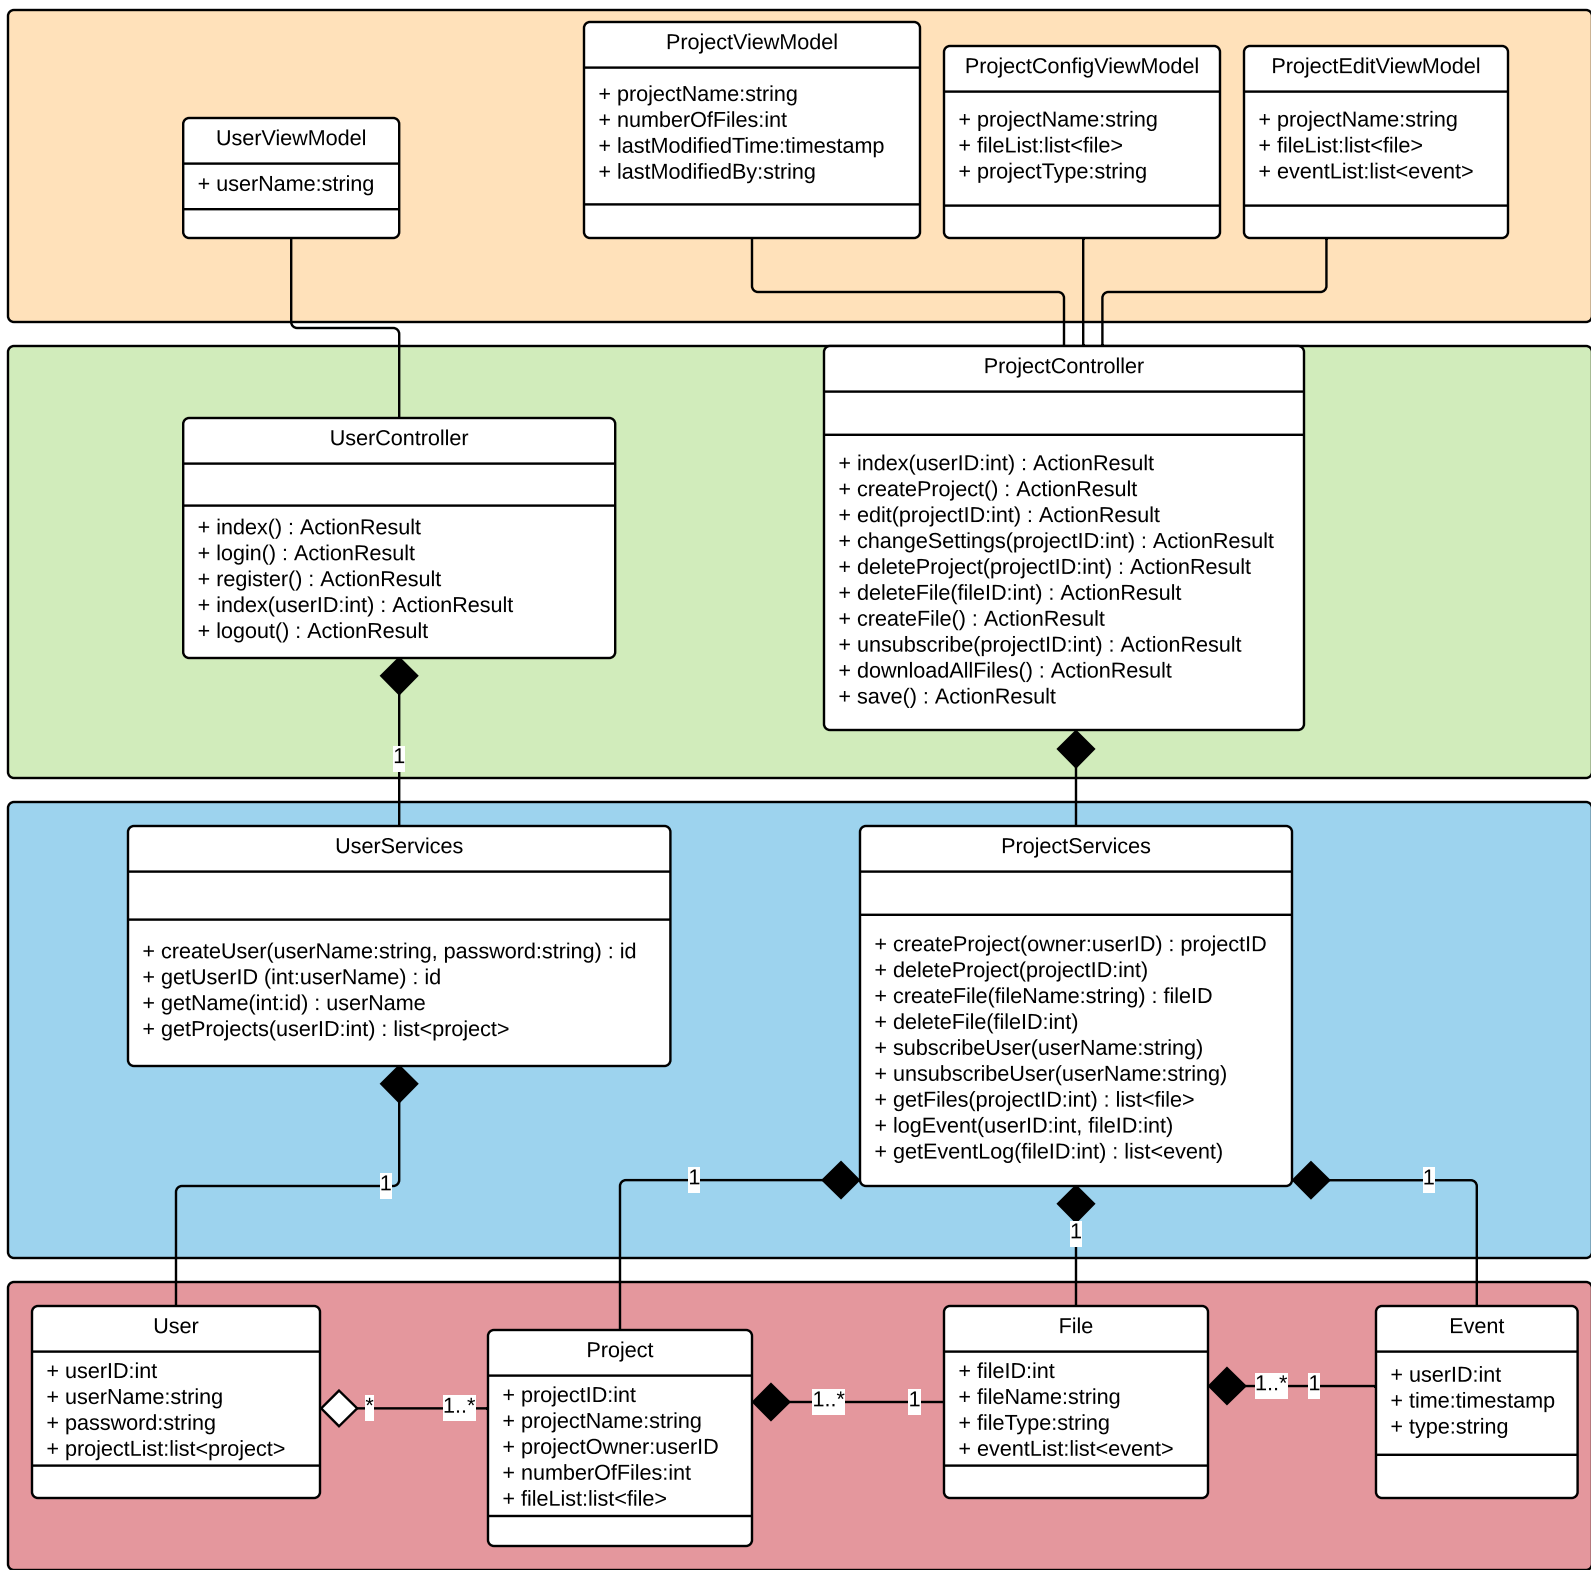 ProjectViewModel
+ projectName:string
+ numberOfFiles:int
+ lastModifiedTime:timestamp
+ lastModifiedBy:string
ProjectConfigViewModel
+ projectName:string
+ fileList:list<file>
+ projectType:string
ProjectEditViewModel
+ projectName:string
+ fileList:list<file>
+ eventList:list<event>
UserViewModel
+ userName:string
ProjectController
+ index(userID:int) : ActionResult
+ createProject() : ActionResult
+ edit(projectID:int) : ActionResult
+ changeSettings(projectID:int) : ActionResult
+ deleteProject(projectID:int) : ActionResult
+ deleteFile(fileID:int) : ActionResult
+ createFile() : ActionResult
+ unsubscribe(projectID:int) : ActionResult
+ downloadAllFiles() : ActionResult
+ save() : ActionResult
UserController
+ index() : ActionResult
+ login() : ActionResult
+ register() : ActionResult
+ index(userID:int) : ActionResult
+ logout() : ActionResult
1
UserServices
+ createUser(userName:string, password:string) : id
+ getUserID (int:userName) : id
+ getName(int:id) : userName
+ getProjects(userID:int) : list<project>
ProjectServices
+ createProject(owner:userID) : projectID
+ deleteProject(projectID:int)
+ createFile(fileName:string) : fileID
+ deleteFile(fileID:int)
+ subscribeUser(userName:string)
+ unsubscribeUser(userName:string)
+ getFiles(projectID:int) : list<file>
+ logEvent(userID:int, fileID:int)
+ getEventLog(fileID:int) : list<event)
1
1
1
1
User
+ userID:int
+ userName:string
+ password:string
+ projectList:list<project>
*
1..*
Project
+ projectID:int
+ projectName:string
+ projectOwner:userID
+ numberOfFiles:int
+ fileList:list<file>
1..*
1
File
+ fileID:int
+ fileName:string
+ fileType:string
+ eventList:list<event>
1..*
1
Event
+ userID:int
+ time:timestamp
+ type:string